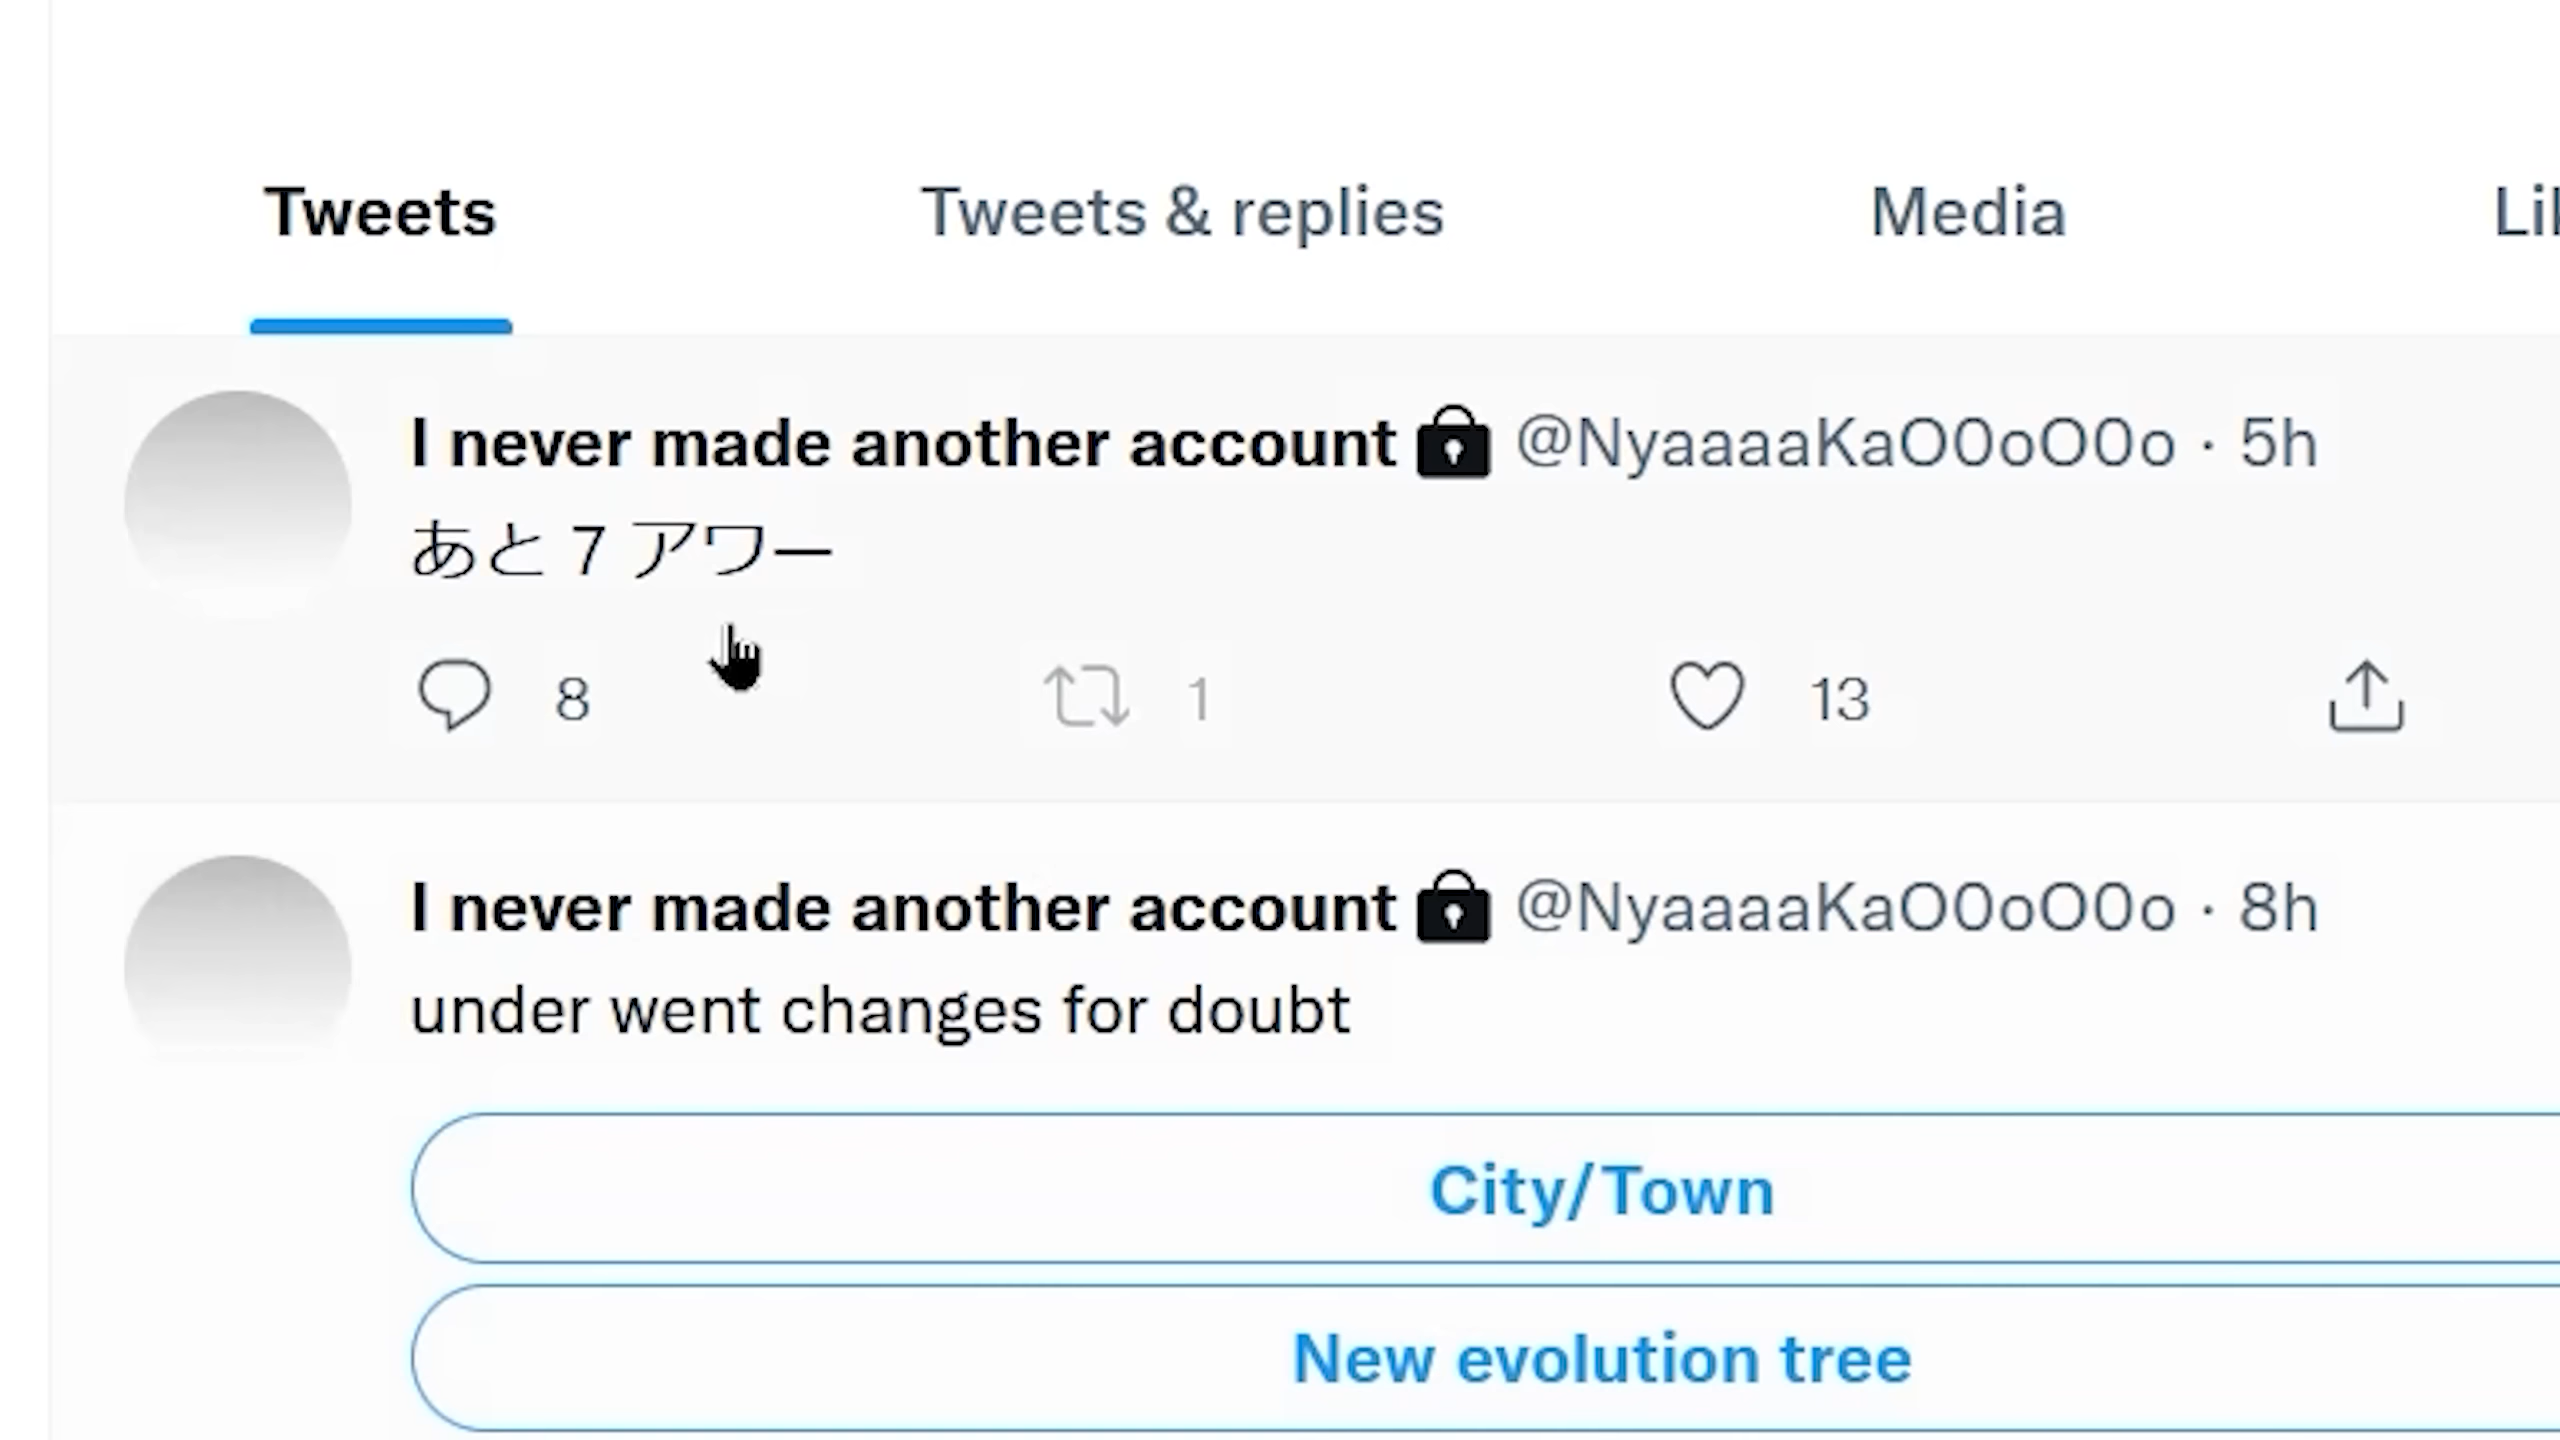 Tweets Tweets & replies Media
I never made another account @NyaaaaKaO0oO0o · 5h
あと 7 アワー
8 1 13
I never made another account @NyaaaaKaO0oO0o · 8h
under went changes for doubt
City/Town
New evolution tree